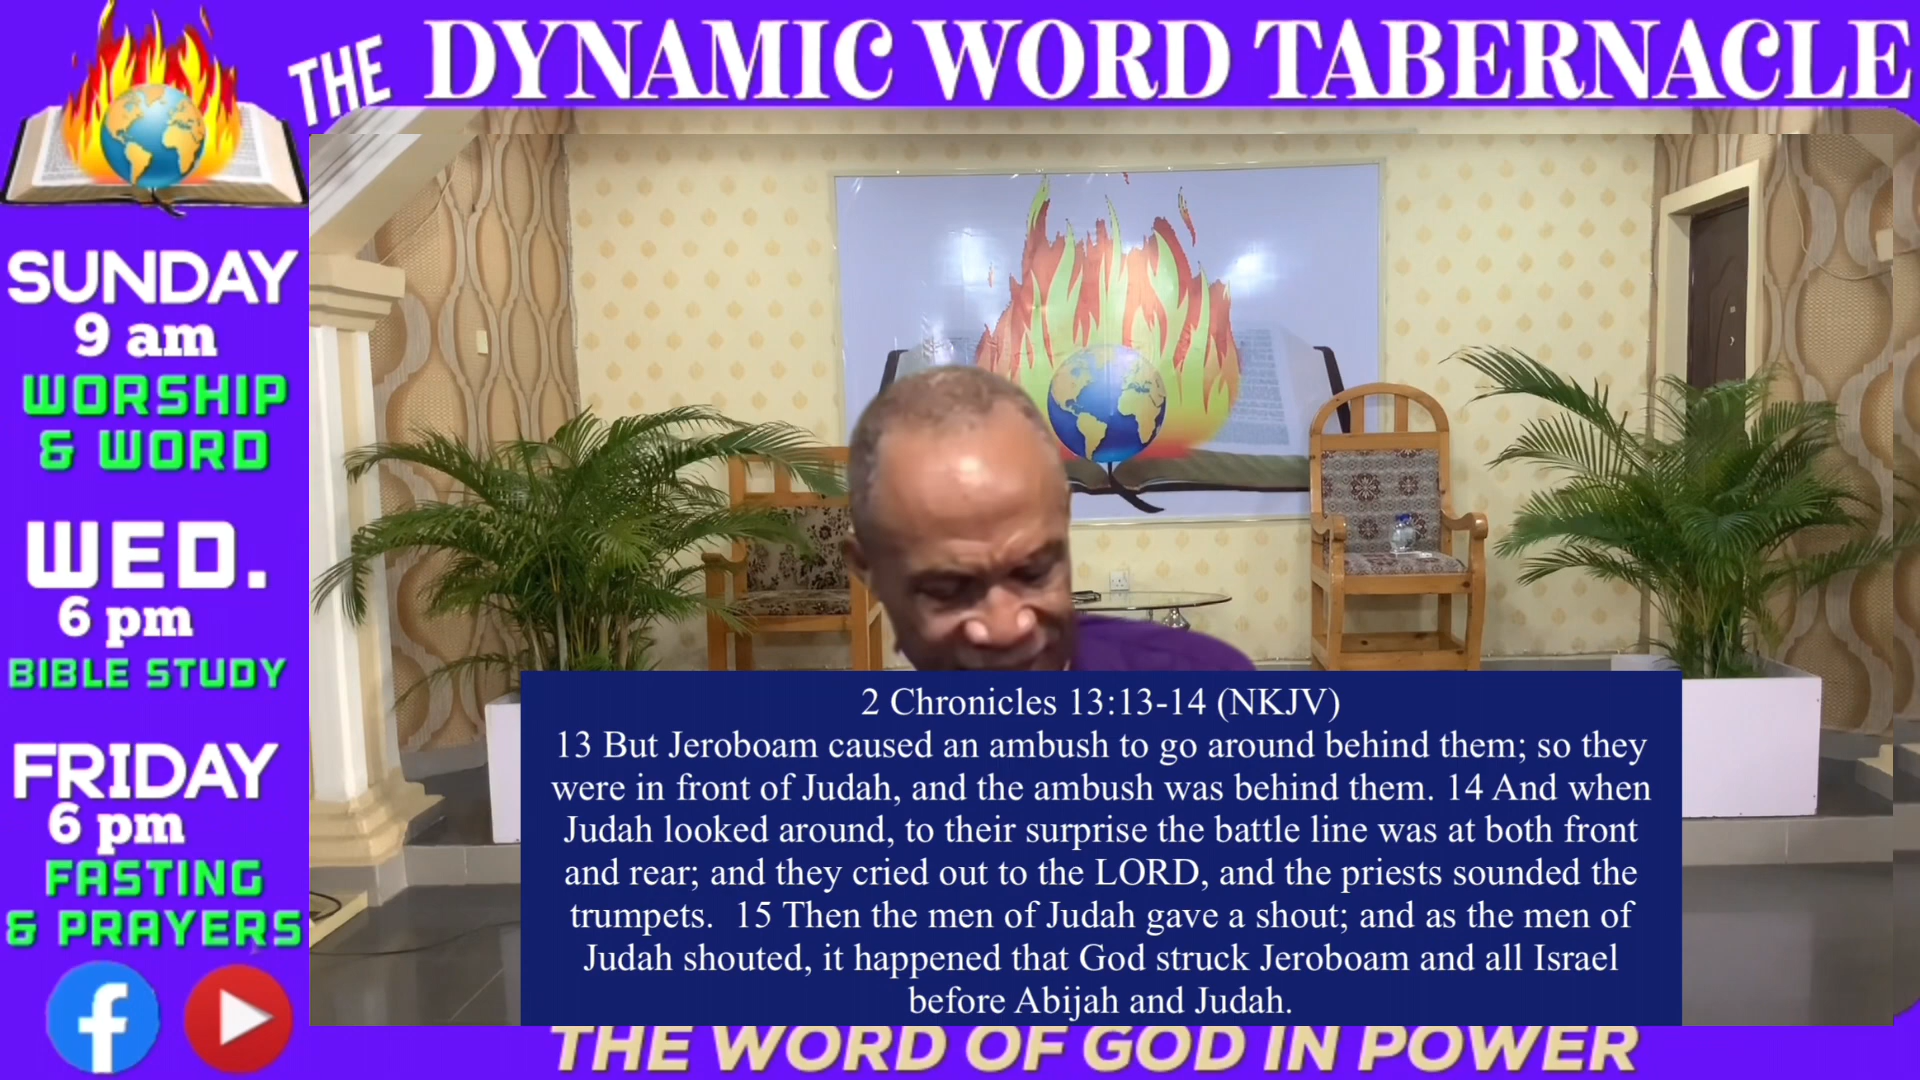 THE DYNAMIC WORD TABERNACLE
SUNDAY
9 am
WORSHIP
& WORD
WED.
6 pm
BIBLE STUDY
FRIDAY
6 pm
FASTING
& PRAYERS
2 Chronicles 13:13-14 (NKJV)
13 But Jeroboam caused an ambush to go around behind them; so they
were in front of Judah, and the ambush was behind them. 14 And when
Judah looked around, to their surprise the battle line was at both front
and rear; and they cried out to the LORD, and the priests sounded the
trumpets.  15 Then the men of Judah gave a shout; and as the men of
Judah shouted, it happened that God struck Jeroboam and all Israel
before Abijah and Judah.
THE WORD OF GOD IN POWER